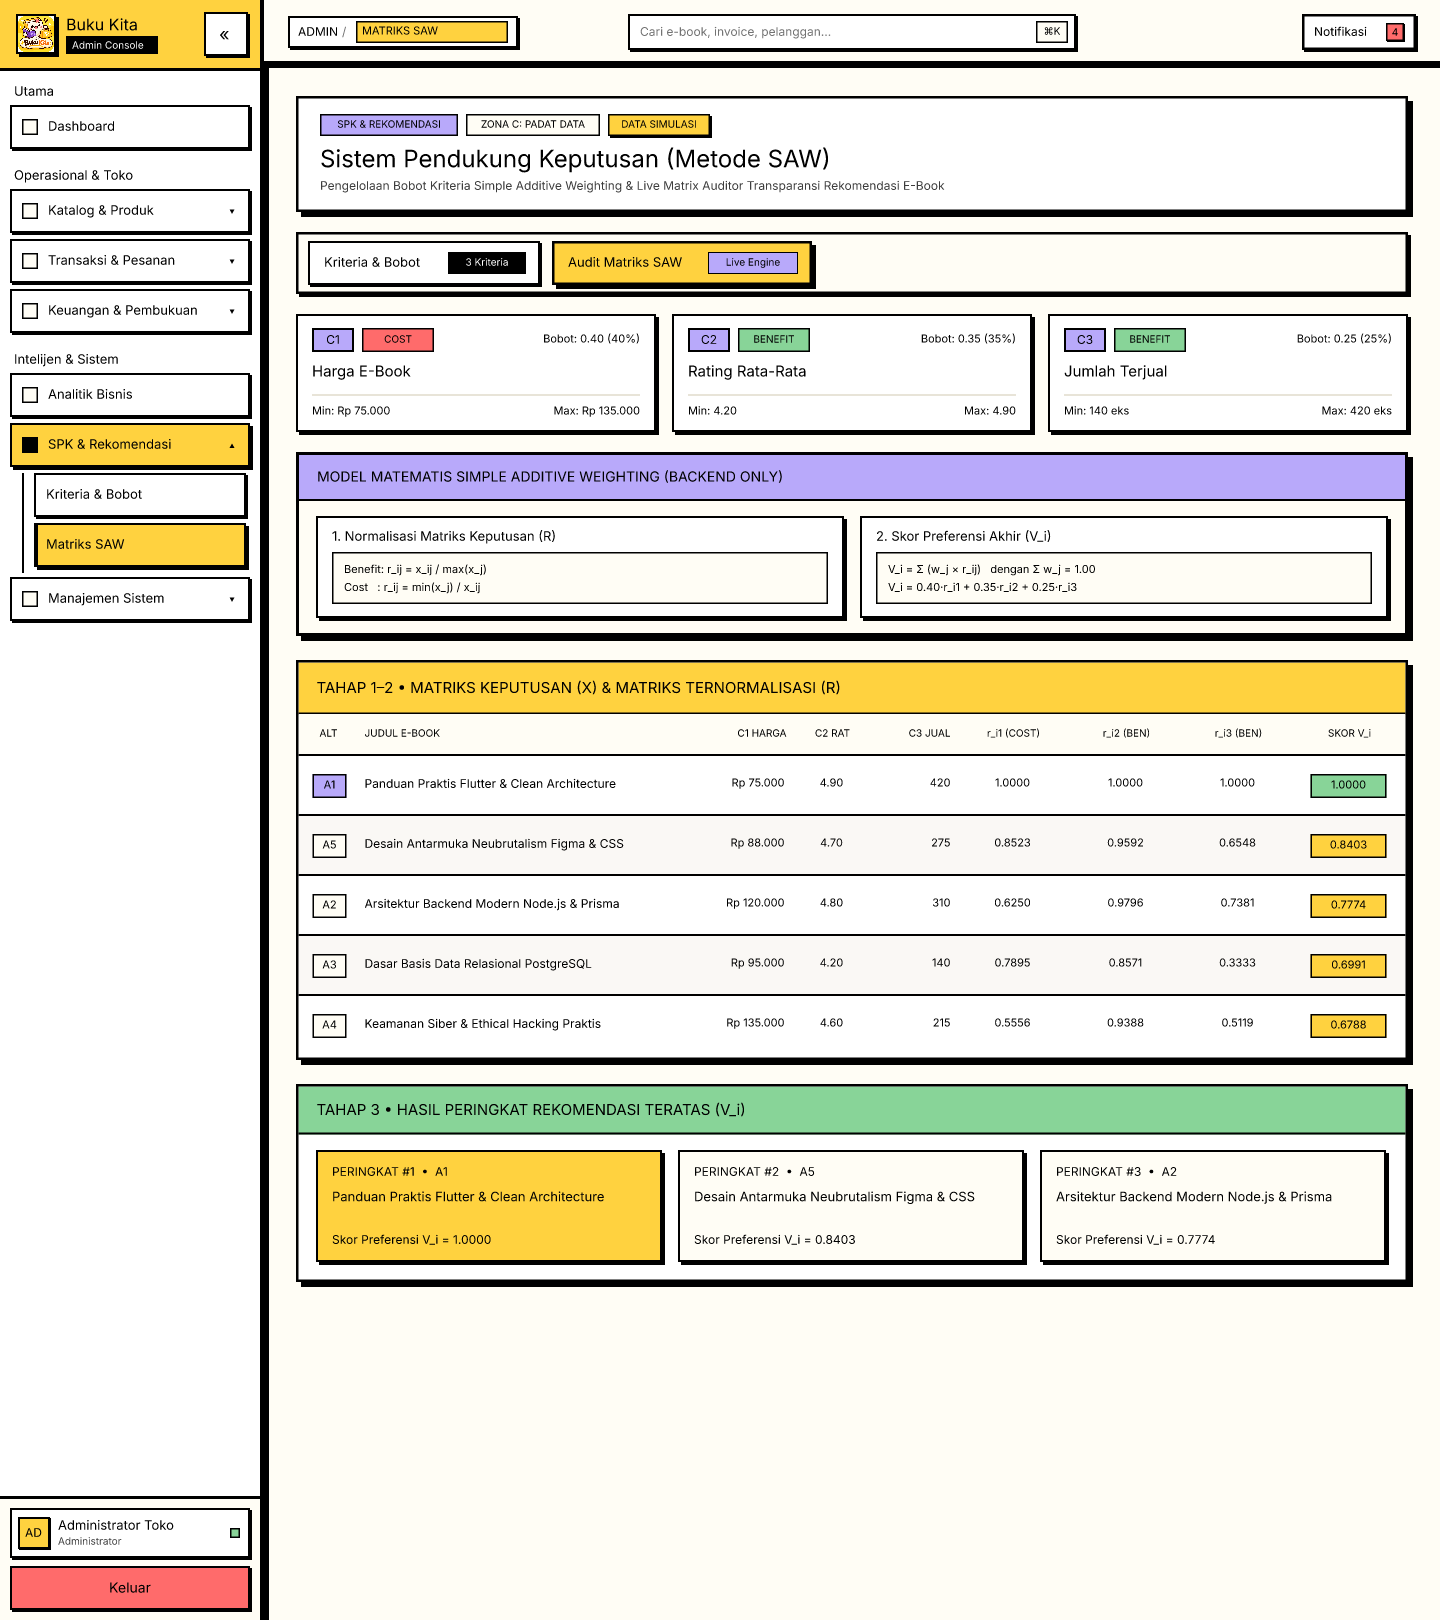 Buku Kita
Admin Console
«
Utama
Dashboard
Operasional & Toko
Katalog & Produk ▾
Transaksi & Pesanan ▾
Keuangan & Pembukuan ▾
Intelijen & Sistem
Analitik Bisnis
SPK & Rekomendasi ▴
Kriteria & Bobot
Matriks SAW
Manajemen Sistem ▾
AD
Administrator Toko
Administrator
Keluar
ADMIN / MATRIKS SAW
Cari e-book, invoice, pelanggan... ⌘K
Notifikasi 4
SPK & REKOMENDASI ZONA C: PADAT DATA DATA SIMULASI
Sistem Pendukung Keputusan (Metode SAW)
Pengelolaan Bobot Kriteria Simple Additive Weighting & Live Matrix Auditor Transparansi Rekomendasi E-Book
Kriteria & Bobot 3 Kriteria Audit Matriks SAW Live Engine
C1 COST Bobot: 0.40 (40%)
Harga E-Book
Min: Rp 75.000 Max: Rp 135.000
C2 BENEFIT Bobot: 0.35 (35%)
Rating Rata-Rata
Min: 4.20 Max: 4.90
C3 BENEFIT Bobot: 0.25 (25%)
Jumlah Terjual
Min: 140 eks Max: 420 eks
MODEL MATEMATIS SIMPLE ADDITIVE WEIGHTING (BACKEND ONLY)
1. Normalisasi Matriks Keputusan (R)
Benefit: r_ij = x_ij / max(x_j)
Cost : r_ij = min(x_j) / x_ij
2. Skor Preferensi Akhir (V_i)
V_i = Σ (w_j × r_ij) dengan Σ w_j = 1.00
V_i = 0.40·r_i1 + 0.35·r_i2 + 0.25·r_i3
TAHAP 1–2 • MATRIKS KEPUTUSAN (X) & MATRIKS TERNORMALISASI (R)
ALT JUDUL E-BOOK C1 HARGA C2 RAT C3 JUAL r_i1 (COST) r_i2 (BEN) r_i3 (BEN) SKOR V_i
A1 Panduan Praktis Flutter & Clean Architecture Rp 75.000 4.90 420 1.0000 1.0000 1.0000 1.0000
A5 Desain Antarmuka Neubrutalism Figma & CSS Rp 88.000 4.70 275 0.8523 0.9592 0.6548 0.8403
A2 Arsitektur Backend Modern Node.js & Prisma Rp 120.000 4.80 310 0.6250 0.9796 0.7381 0.7774
A3 Dasar Basis Data Relasional PostgreSQL Rp 95.000 4.20 140 0.7895 0.8571 0.3333 0.6991
A4 Keamanan Siber & Ethical Hacking Praktis Rp 135.000 4.60 215 0.5556 0.9388 0.5119 0.6788
TAHAP 3 • HASIL PERINGKAT REKOMENDASI TERATAS (V_i)
PERINGKAT #1 • A1
Panduan Praktis Flutter & Clean Architecture
Skor Preferensi V_i = 1.0000
PERINGKAT #2 • A5
Desain Antarmuka Neubrutalism Figma & CSS
Skor Preferensi V_i = 0.8403
PERINGKAT #3 • A2
Arsitektur Backend Modern Node.js & Prisma
Skor Preferensi V_i = 0.7774